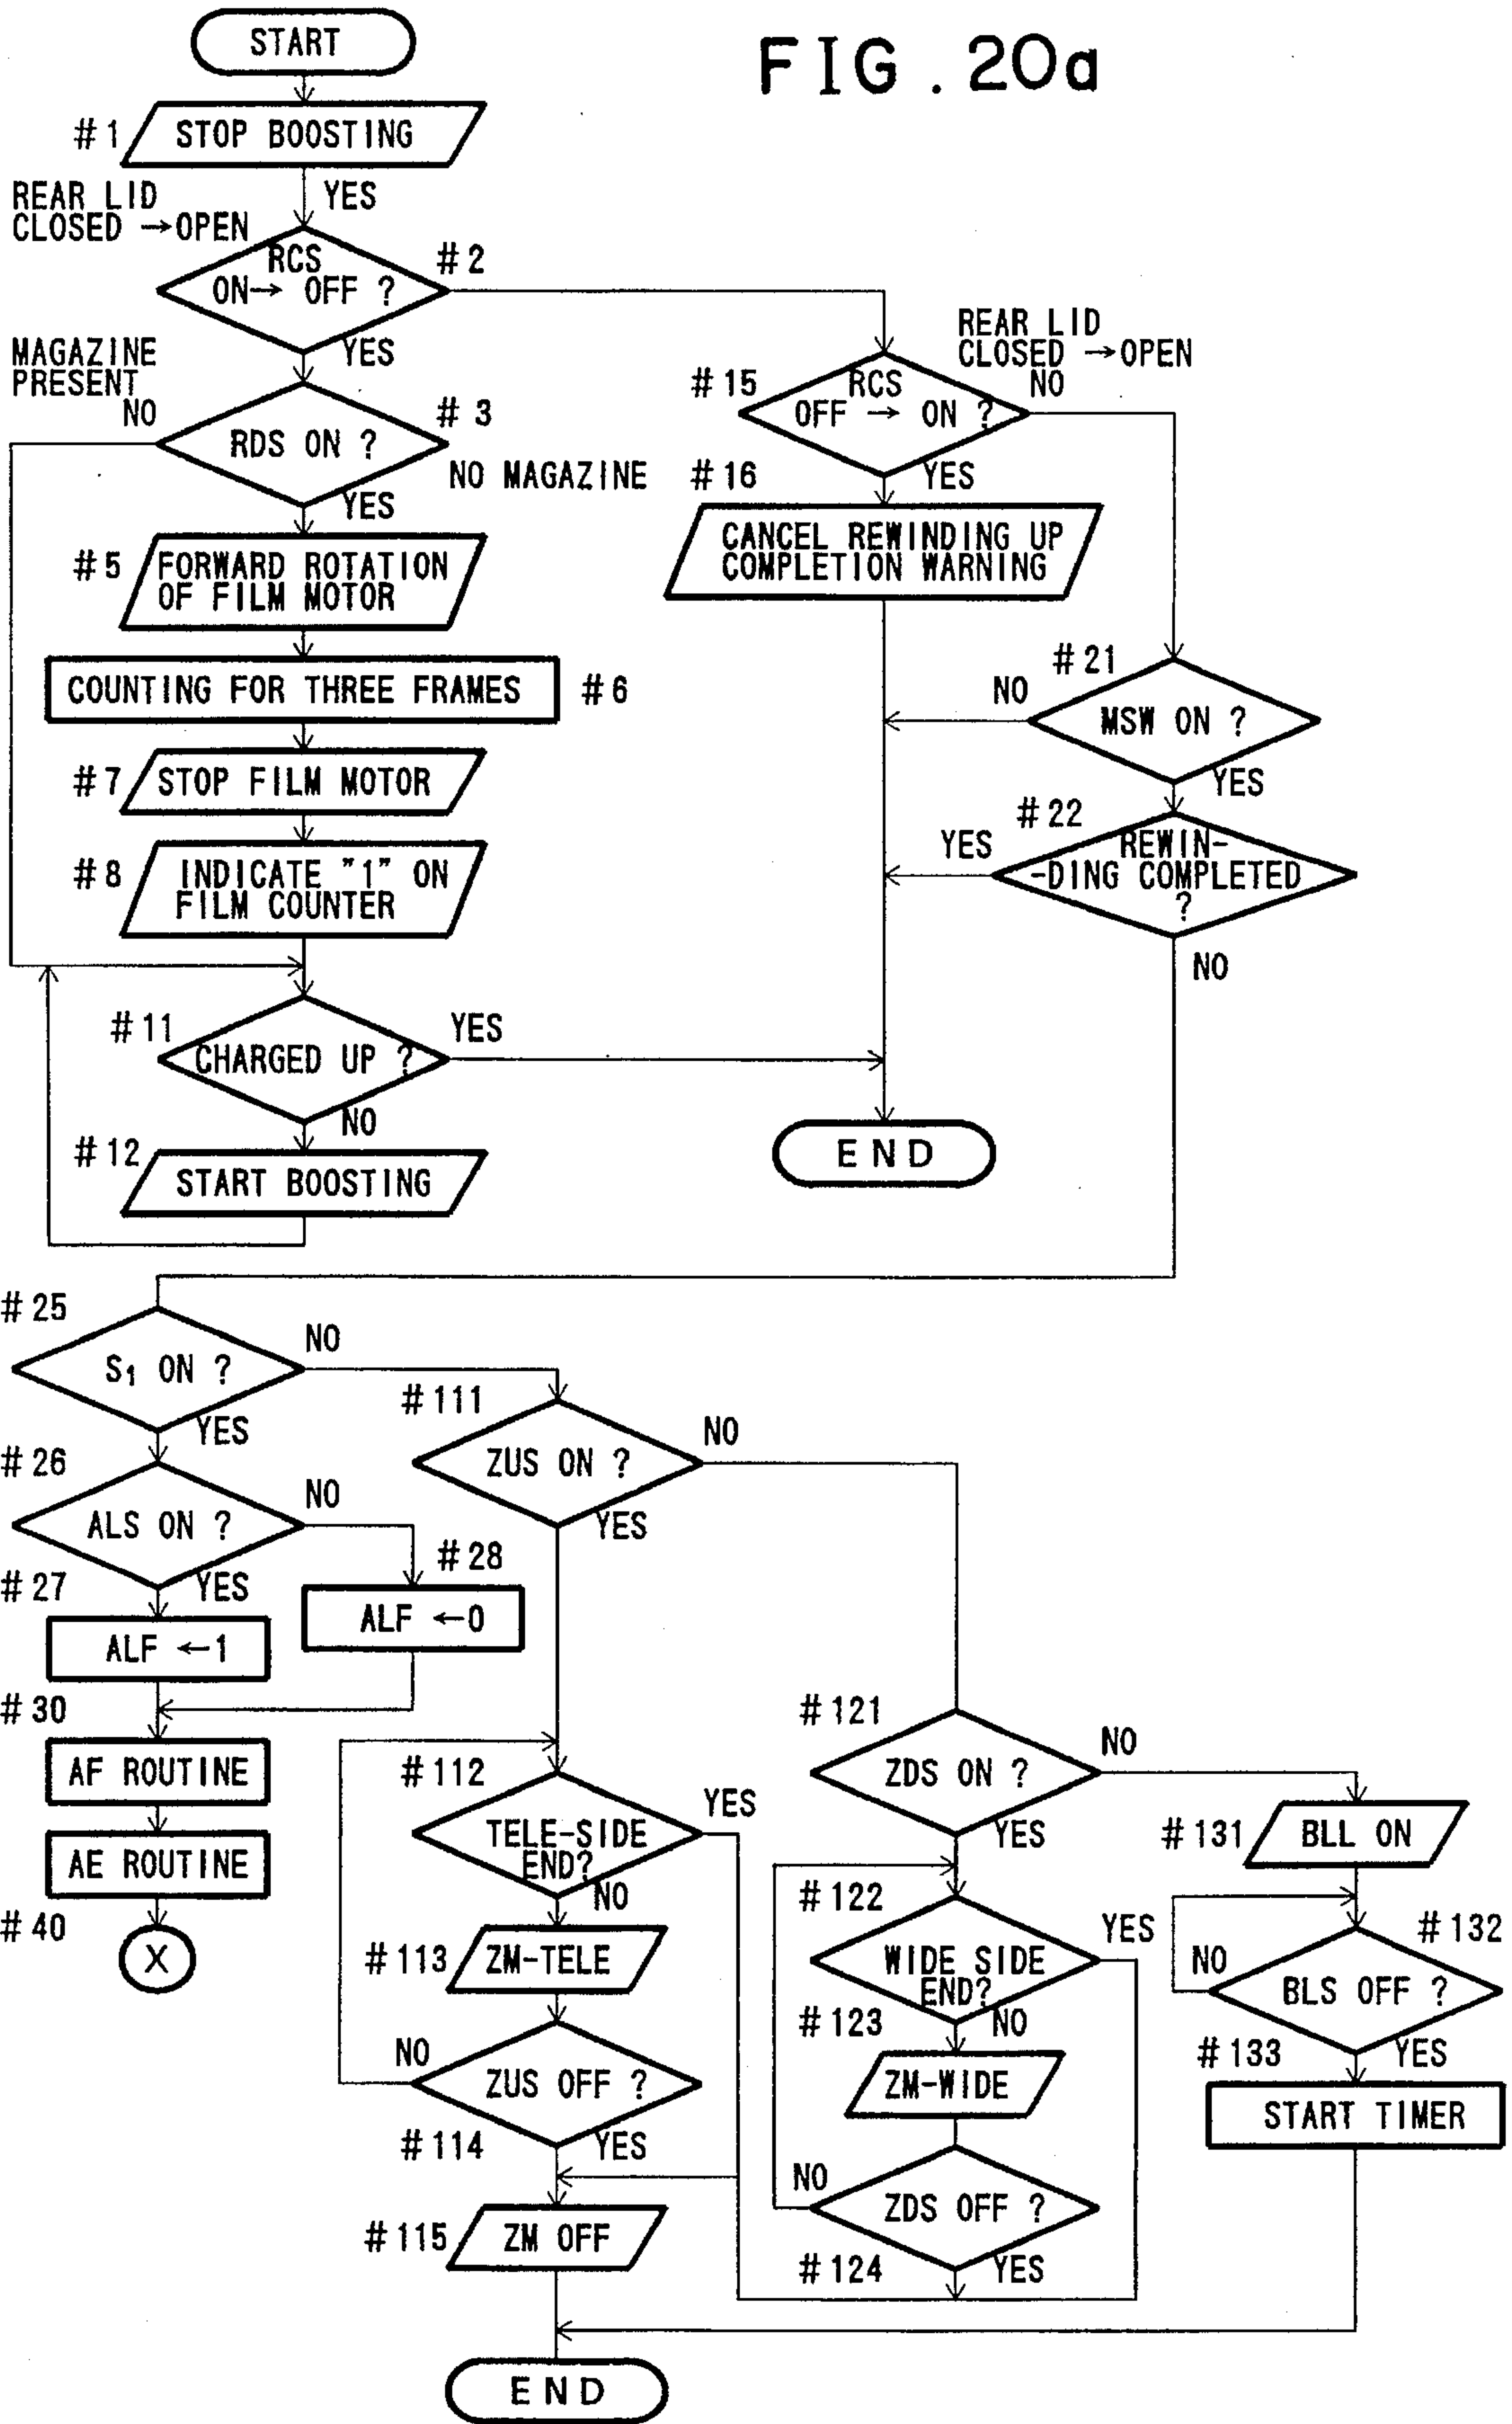 FIG. 20a
START
#1
STOP BOOSTING
REAR LID
CLOSED →OPEN
YES
RCS
ON→ OFF ?
#2
YES
MAGAZINE
PRESENT
NO
RDS ON ?
#3
NO MAGAZINE
YES
#5
FORWARD ROTATION
OF FILM MOTOR
COUNTING FOR THREE FRAMES
#6
#7
STOP FILM MOTOR
#8
INDICATE "1" ON
FILM COUNTER
#11
CHARGED UP ?
YES
NO
#12
START BOOSTING
REAR LID
CLOSED →OPEN
#15
RCS
OFF → ON ?
NO
YES
#16
CANCEL REWINDING UP
COMPLETION WARNING
#21
NO
MSW ON ?
YES
#22
YES
REWIN-
-DING COMPLETED
?
NO
END
#25
S1 ON ?
NO
YES
#26
ALS ON ?
NO
YES
#27
ALF ←1
#28
ALF ←0
#30
AF ROUTINE
AE ROUTINE
#40
X
#111
ZUS ON ?
NO
YES
#112
TELE-SIDE
END?
YES
NO
#113
ZM-TELE
NO
ZUS OFF ?
#114
YES
#115
ZM OFF
#121
ZDS ON ?
NO
YES
#122
WIDE SIDE
END?
YES
#123
NO
ZM-WIDE
NO
ZDS OFF ?
#124
YES
#131
BLL ON
#132
NO
BLS OFF ?
#133
YES
START TIMER
END